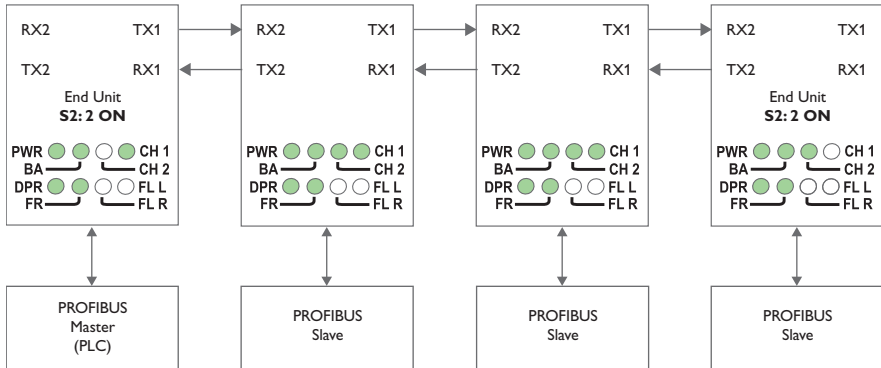 RX2 TX1 RX2 TX1 RX2 TX1 RX2 TX1
TX2 RX1 TX2 RX1 TX2 RX1 TX2 RX1
End Unit End Unit
S2: 2 ON S2: 2 ON
PWR CH 1 PWR CH 1 PWR CH 1 PWR CH 1
BA CH 2 BA CH 2 BA CH 2 BA CH 2
DPR FL L DPR FL L DPR FL L DPR FL L
FR FL R FR FL R FR FL R FR FL R
PROFIBUS
Master
(PLC)
PROFIBUS
Slave
PROFIBUS
Slave
PROFIBUS
Slave